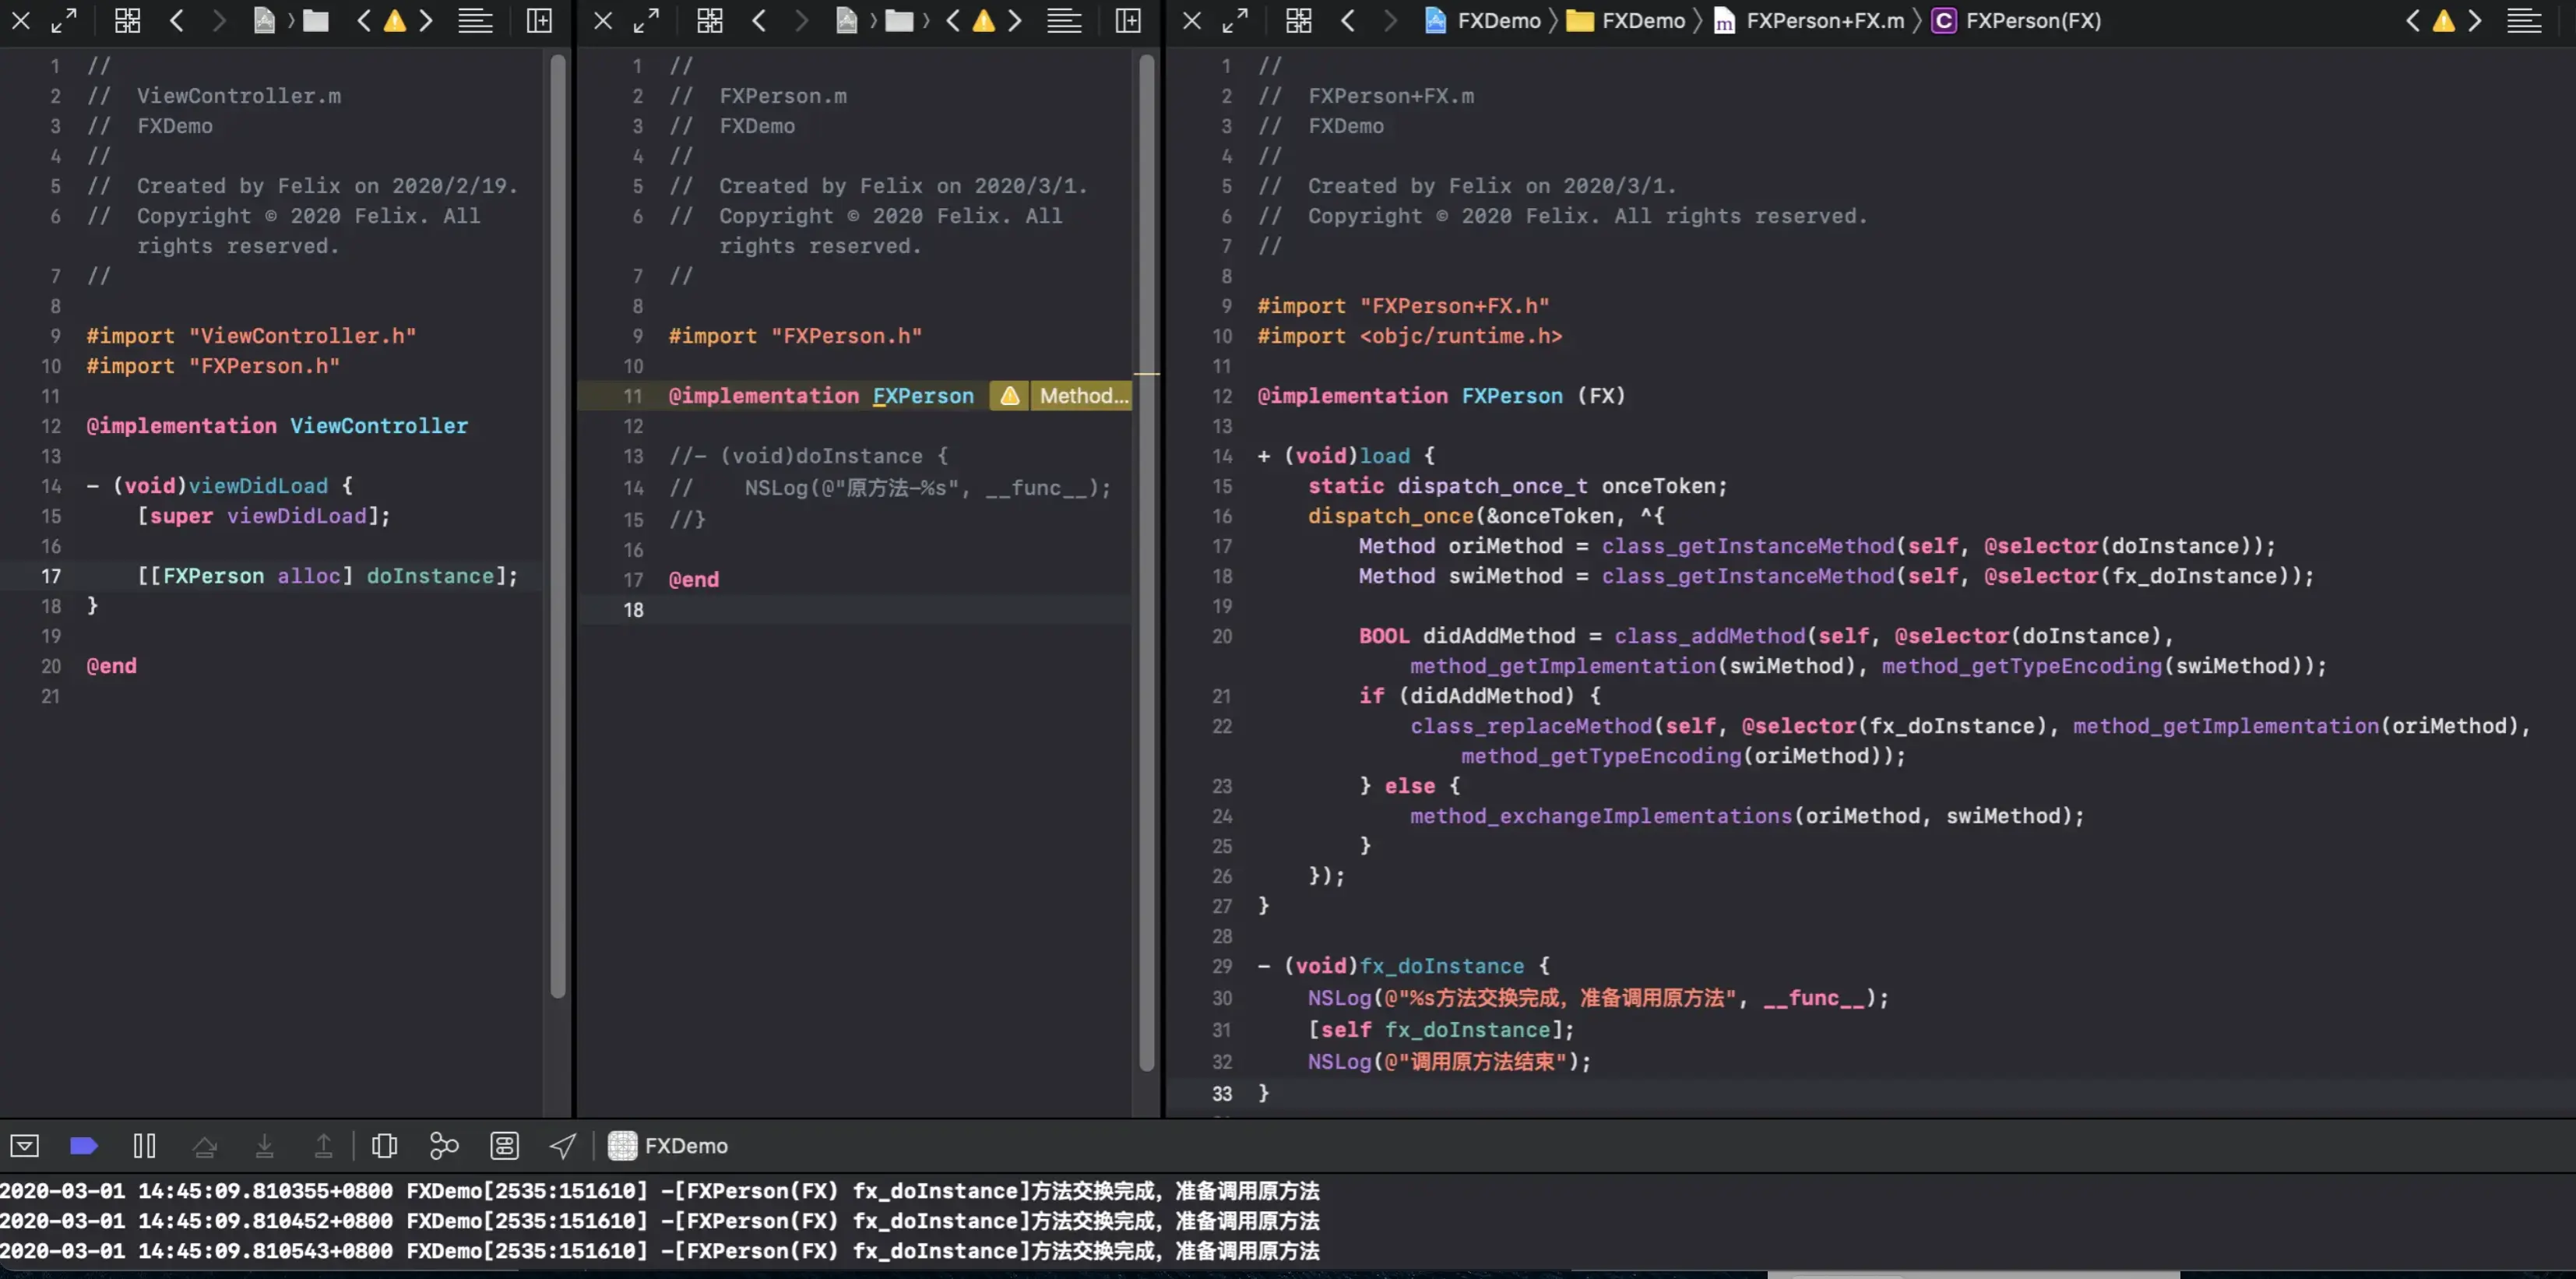 FXDemo 〉 FXDemo 〉 FXPerson+FX.m 〉 FXPerson(FX)
1 //
2 //  ViewController.m
3 //  FXDemo
4 //
5 //  Created by Felix on 2020/2/19.
6 //  Copyright © 2020 Felix. All
rights reserved.
7 //
8
9 #import "ViewController.h"
10 #import "FXPerson.h"
11
12 @implementation ViewController
13
14 - (void)viewDidLoad {
15     [super viewDidLoad];
16
17     [[FXPerson alloc] doInstance];
18 }
19
20 @end
21
1 //
2 //  FXPerson.m
3 //  FXDemo
4 //
5 //  Created by Felix on 2020/3/1.
6 //  Copyright © 2020 Felix. All
rights reserved.
7 //
8
9 #import "FXPerson.h"
10
11 @implementation FXPerson Method...
12
13 //- (void)doInstance {
14 //    NSLog(@"原方法-%s", __func__);
15 //}
16
17 @end
18
1 //
2 //  FXPerson+FX.m
3 //  FXDemo
4 //
5 //  Created by Felix on 2020/3/1.
6 //  Copyright © 2020 Felix. All rights reserved.
7 //
8
9 #import "FXPerson+FX.h"
10 #import <objc/runtime.h>
11
12 @implementation FXPerson (FX)
13
14 + (void)load {
15     static dispatch_once_t onceToken;
16     dispatch_once(&onceToken, ^{
17         Method oriMethod = class_getInstanceMethod(self, @selector(doInstance));
18         Method swiMethod = class_getInstanceMethod(self, @selector(fx_doInstance));
19
20         BOOL didAddMethod = class_addMethod(self, @selector(doInstance),
method_getImplementation(swiMethod), method_getTypeEncoding(swiMethod));
21         if (didAddMethod) {
22             class_replaceMethod(self, @selector(fx_doInstance), method_getImplementation(oriMethod),
method_getTypeEncoding(oriMethod));
23         } else {
24             method_exchangeImplementations(oriMethod, swiMethod);
25         }
26     });
27 }
28
29 - (void)fx_doInstance {
30     NSLog(@"%s方法交换完成，准备调用原方法", __func__);
31     [self fx_doInstance];
32     NSLog(@"调用原方法结束");
33 }
FXDemo
2020-03-01 14:45:09.810355+0800 FXDemo[2535:151610] -[FXPerson(FX) fx_doInstance]方法交换完成，准备调用原方法
2020-03-01 14:45:09.810452+0800 FXDemo[2535:151610] -[FXPerson(FX) fx_doInstance]方法交换完成，准备调用原方法
2020-03-01 14:45:09.810543+0800 FXDemo[2535:151610] -[FXPerson(FX) fx_doInstance]方法交换完成，准备调用原方法